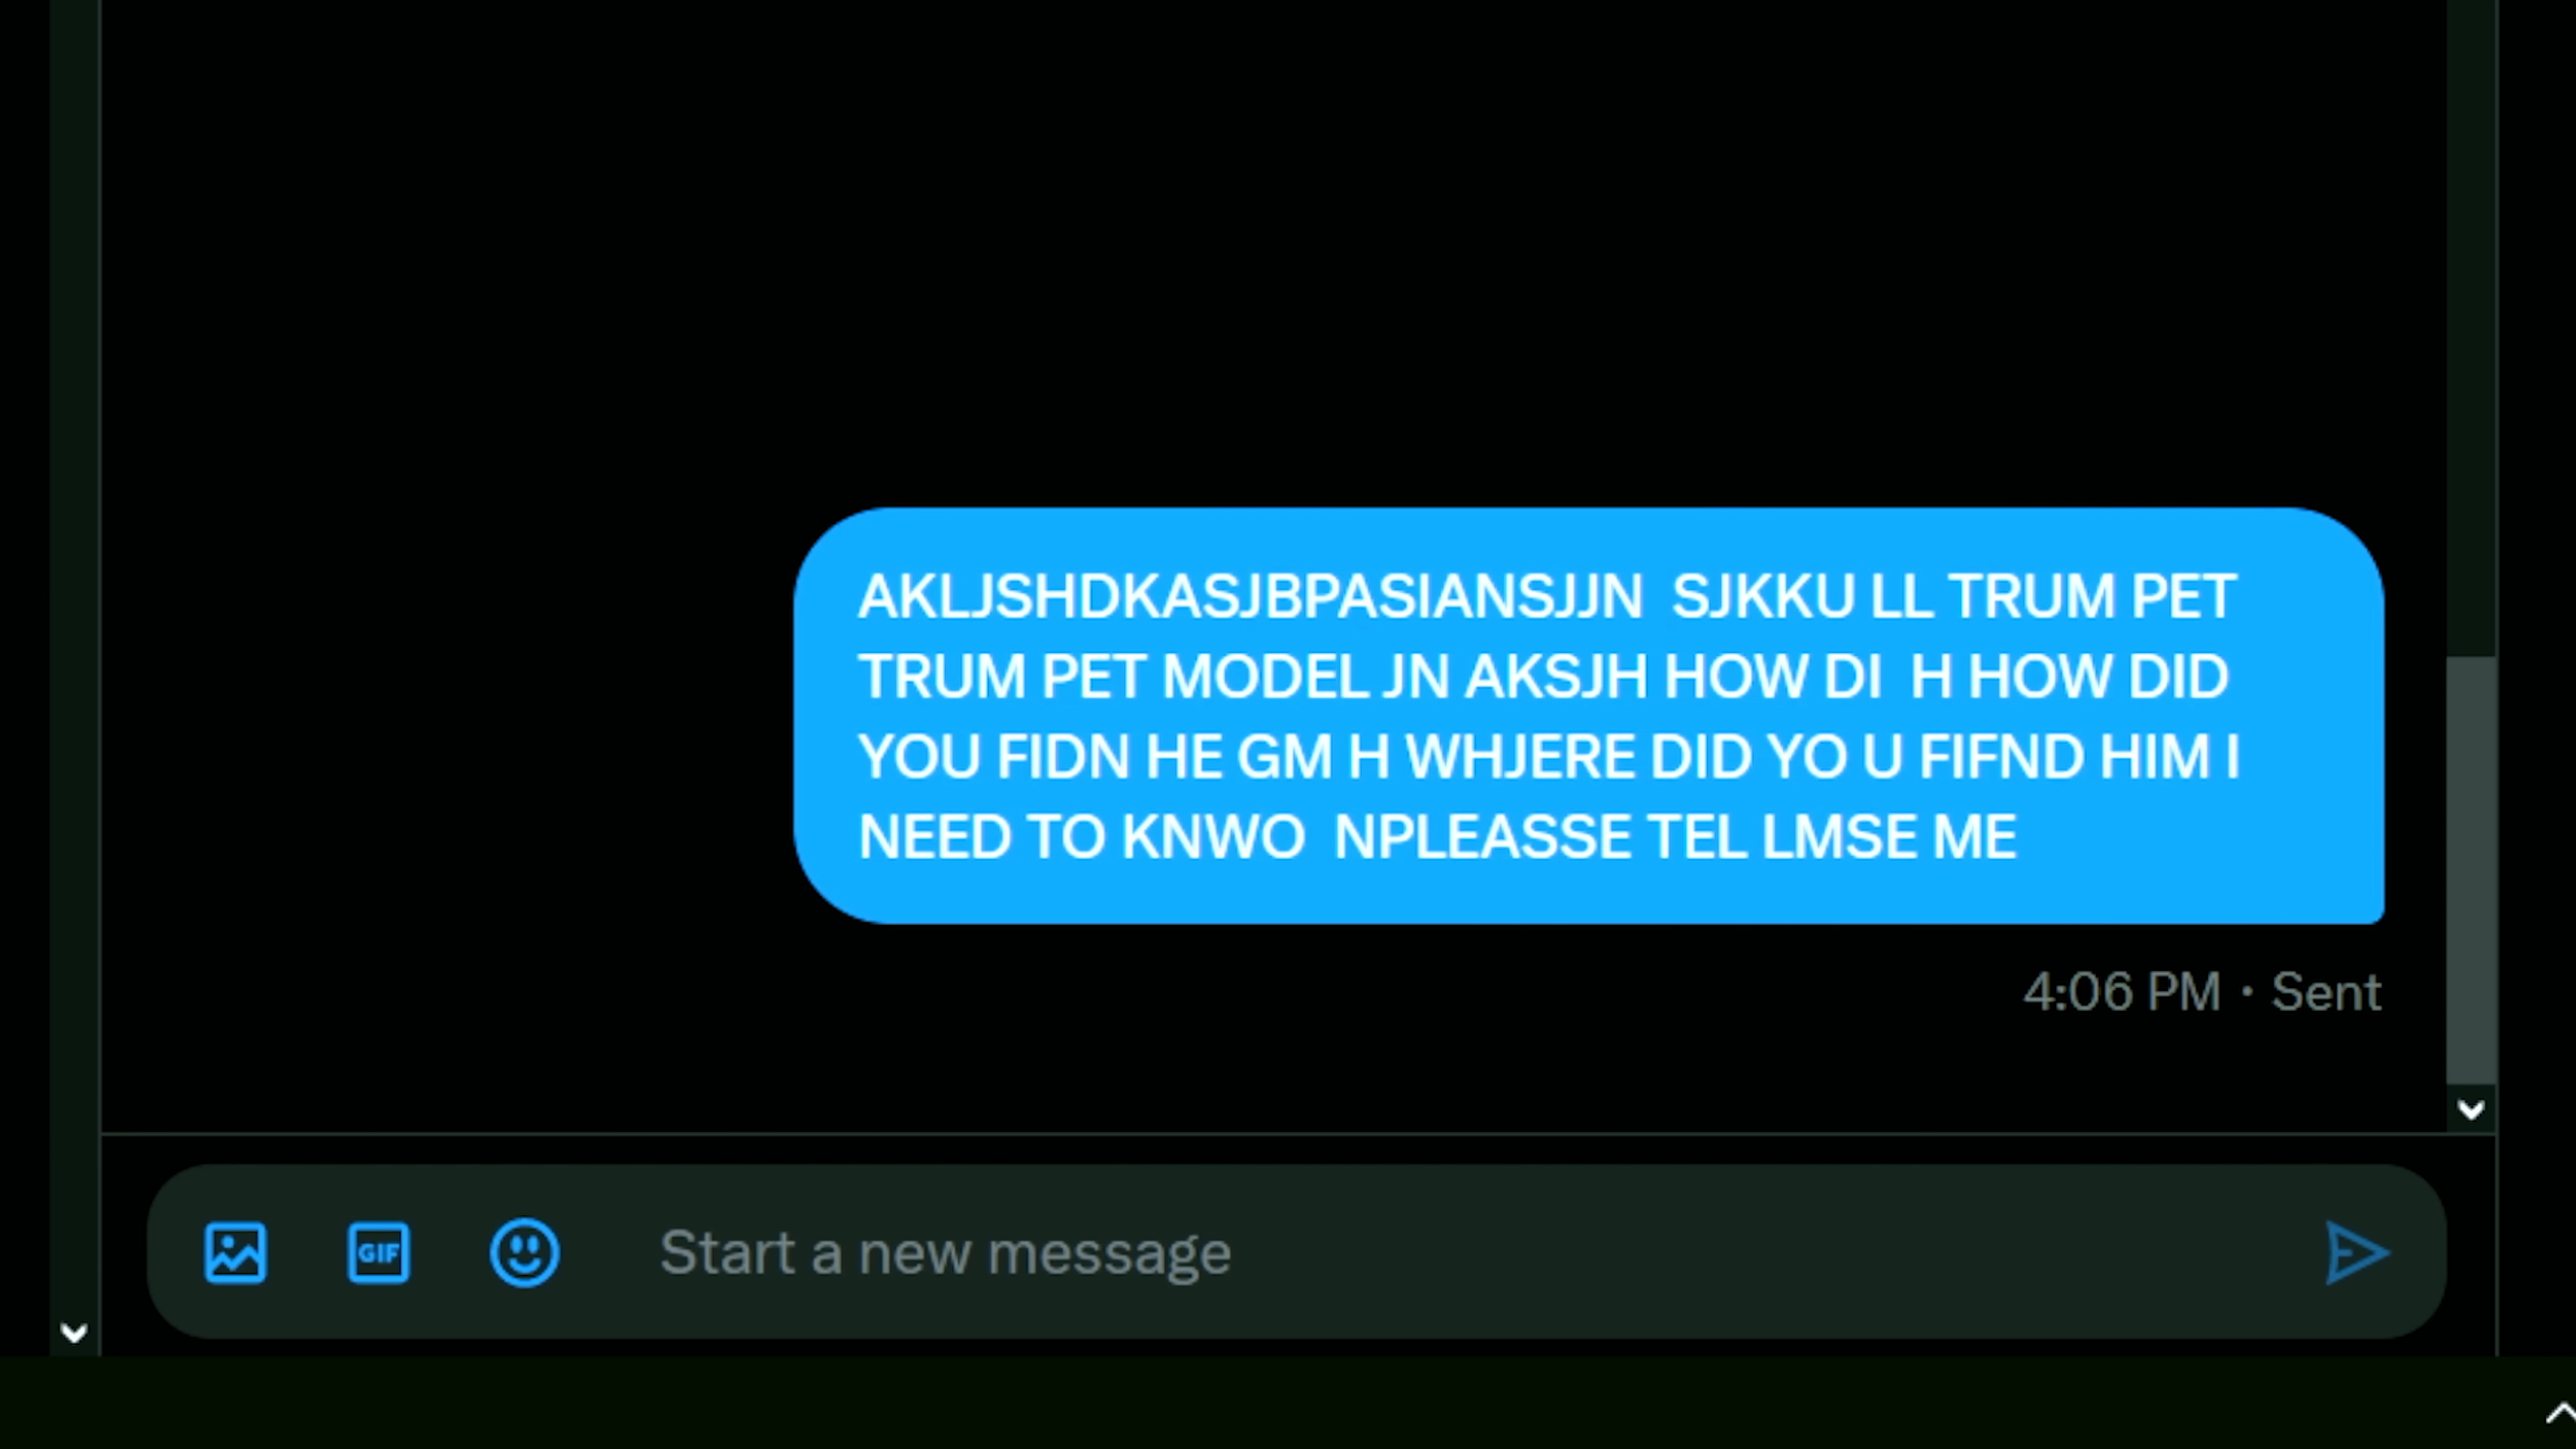 AKLJSHDKASJBPASIANSJJN  SJKKU LL TRUM PET
TRUM PET MODEL JN AKSJH HOW DI  H HOW DID
YOU FIDN HE GM H WHJERE DID YO U FIFND HIM I
NEED TO KNWO  NPLEASSE TEL LMSE ME
4:06 PM · Sent
GIF
Start a new message